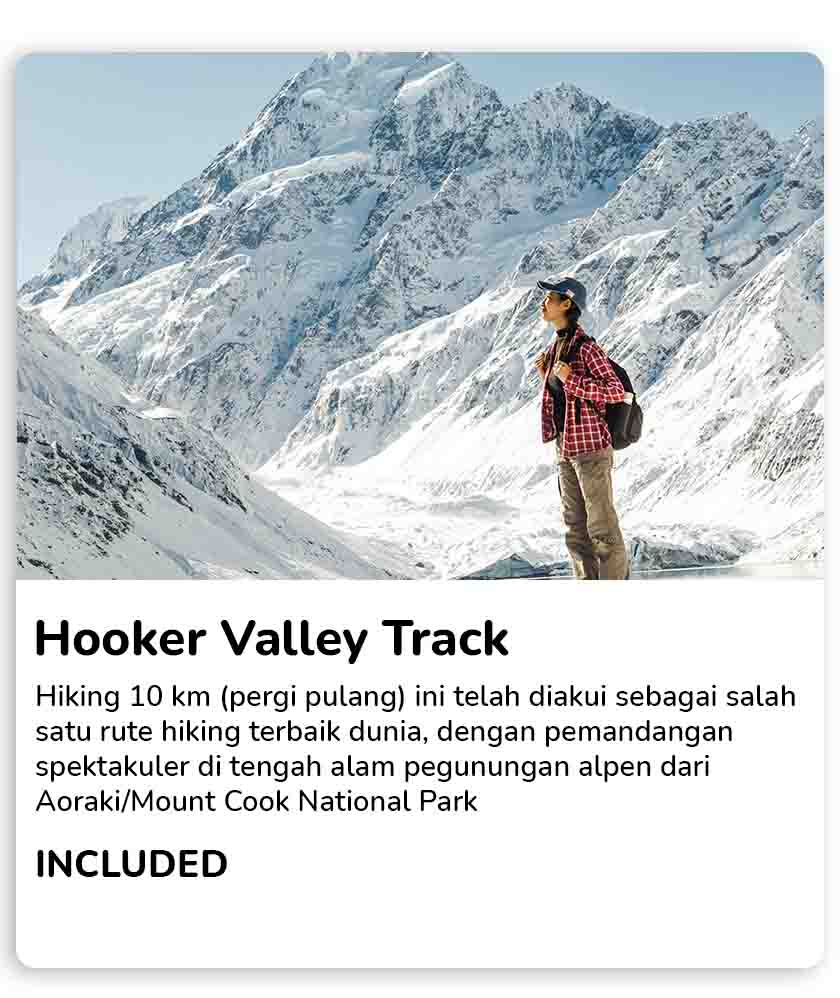 Hooker Valley Track
Hiking 10 km (pergi pulang) ini telah diakui sebagai salah
satu rute hiking terbaik dunia, dengan pemandangan
spektakuler di tengah alam pegunungan alpen dari
Aoraki/Mount Cook National Park
INCLUDED